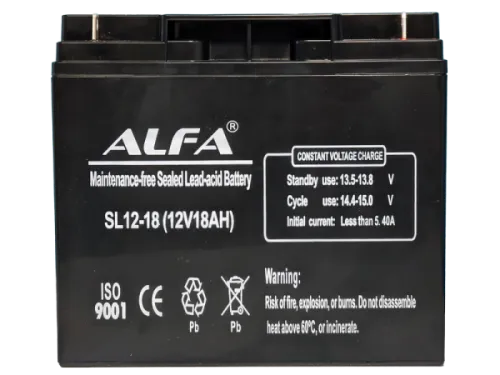 ALFA®
Maintenance-free Sealed Lead-acid Battery
SL12-18 (12V18AH)
CONSTANT VOLTAGE CHARGE
Standby use: 13.5-13.8 V
Cycle use: 14.4-15.0 V
Initial current: Less than 5.40A
ISO
9001
CE
Pb
Pb
Warning:
Risk of fire, explosion, or burns. Do not disassemble
heat above 60°C, or incinerate.